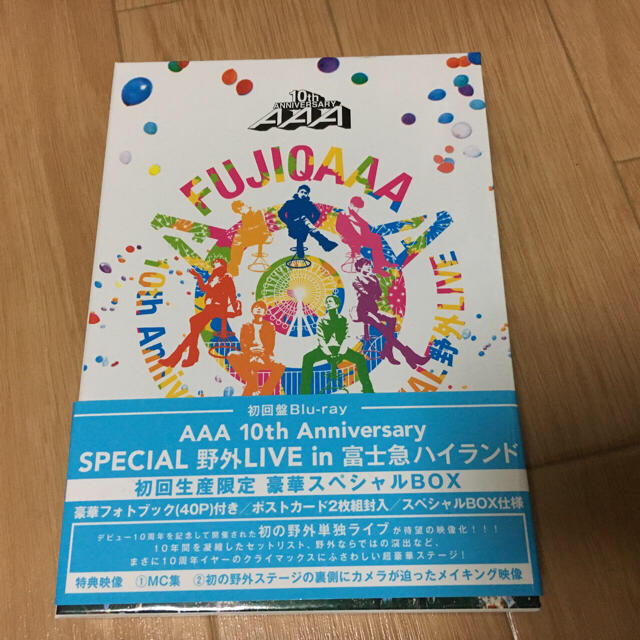 10th
ANNIVERSARY
AAA
FUJIQAAA
10th Anniv
AL 野外LIVE
初回盤Blu-ray
AAA 10th Anniversary
SPECIAL 野外LIVE in 富士急ハイランド
初回生産限定 豪華スペシャルBOX
豪華フォトブック(40P)付き／ポストカード2枚組封入／スペシャルBOX仕様
デビュー10周年を記念して開催された初の野外単独ライブが待望の映像化！！！
10年間を凝縮したセットリスト、野外ならではの演出など、
まさに10周年イヤーのクライマックスにふさわしい超豪華ステージ！
特典映像 ①MC集 ②初の野外ステージの裏側にカメラが迫ったメイキング映像